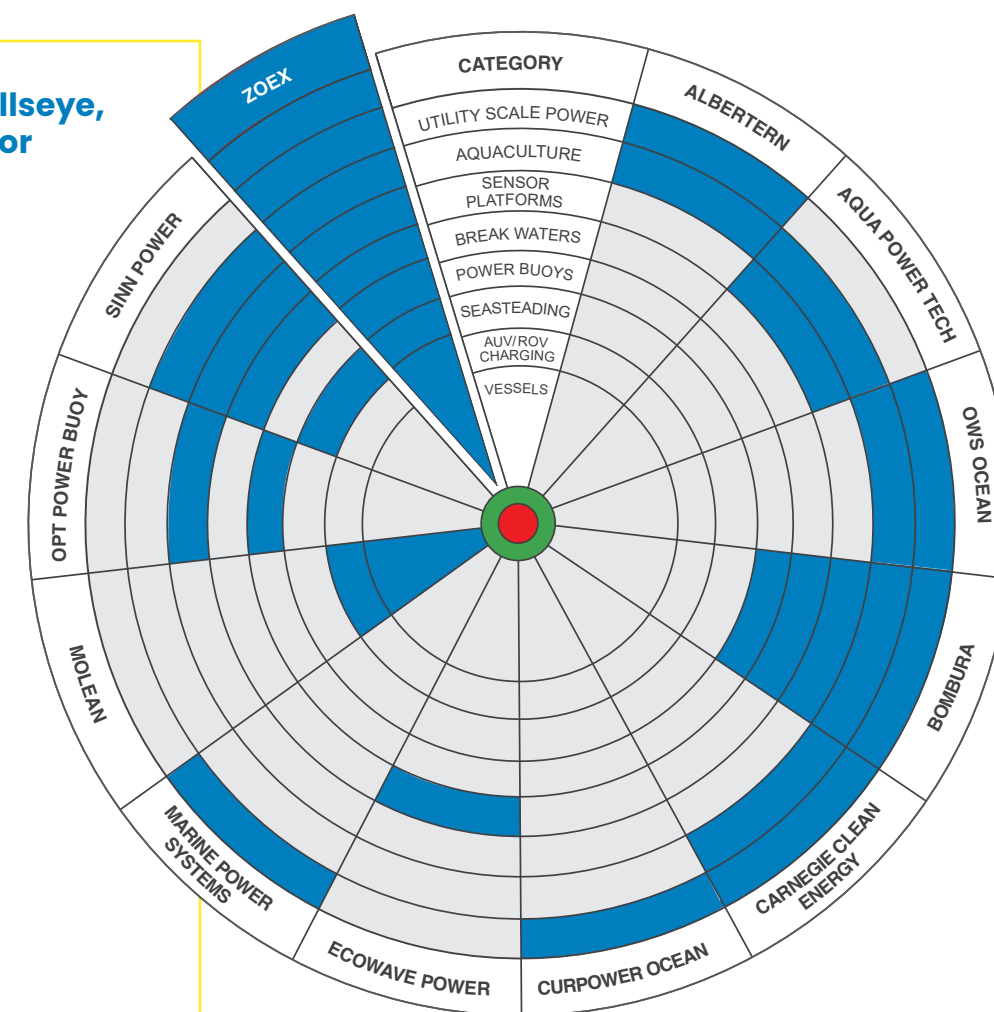 llseye,
or
ZOEX
CATEGORY
UTILITY SCALE POWER
AQUACULTURE
SENSOR
PLATFORMS
BREAK WATERS
POWER BUOYS
SEASTEADING
AUV/ROV
CHARGING
VESSELS
ALBERTERN
AQUA POWER TECH
OWS OCEAN
BOMBURA
CARNEGIE CLEAN
ENERGY
CURPOWER OCEAN
ECOWAVE POWER
MARINE POWER
SYSTEMS
MOLEAN
OPT POWER BUOY
SINN POWER